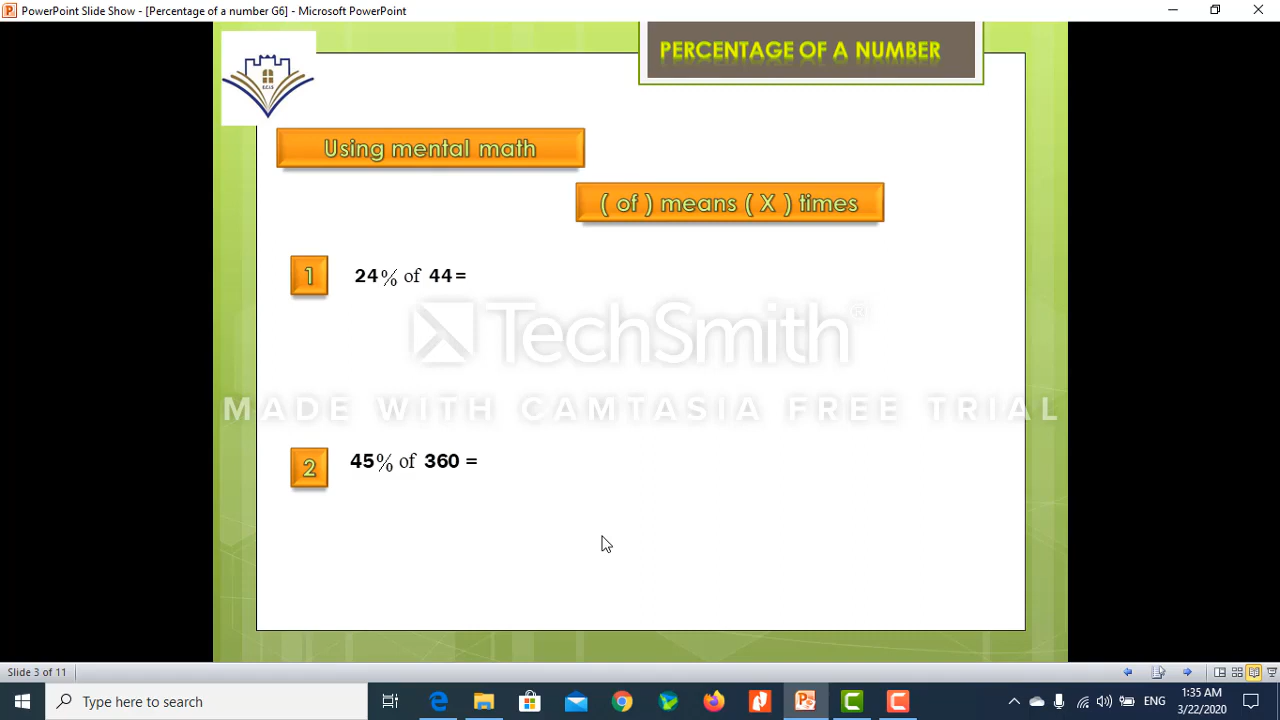 PowerPoint Slide Show - [Percentage of a number G6] - Microsoft PowerPoint
PERCENTAGE OF A NUMBER
Using mental math
( of ) means ( X ) times
1 24% of 44 =
TechSmith®
MADE WITH CAMTASIA FREE TRIAL
2 45% of 360 =
Slide 3 of 11
Type here to search
ENG
1:35 AM
3/22/2020